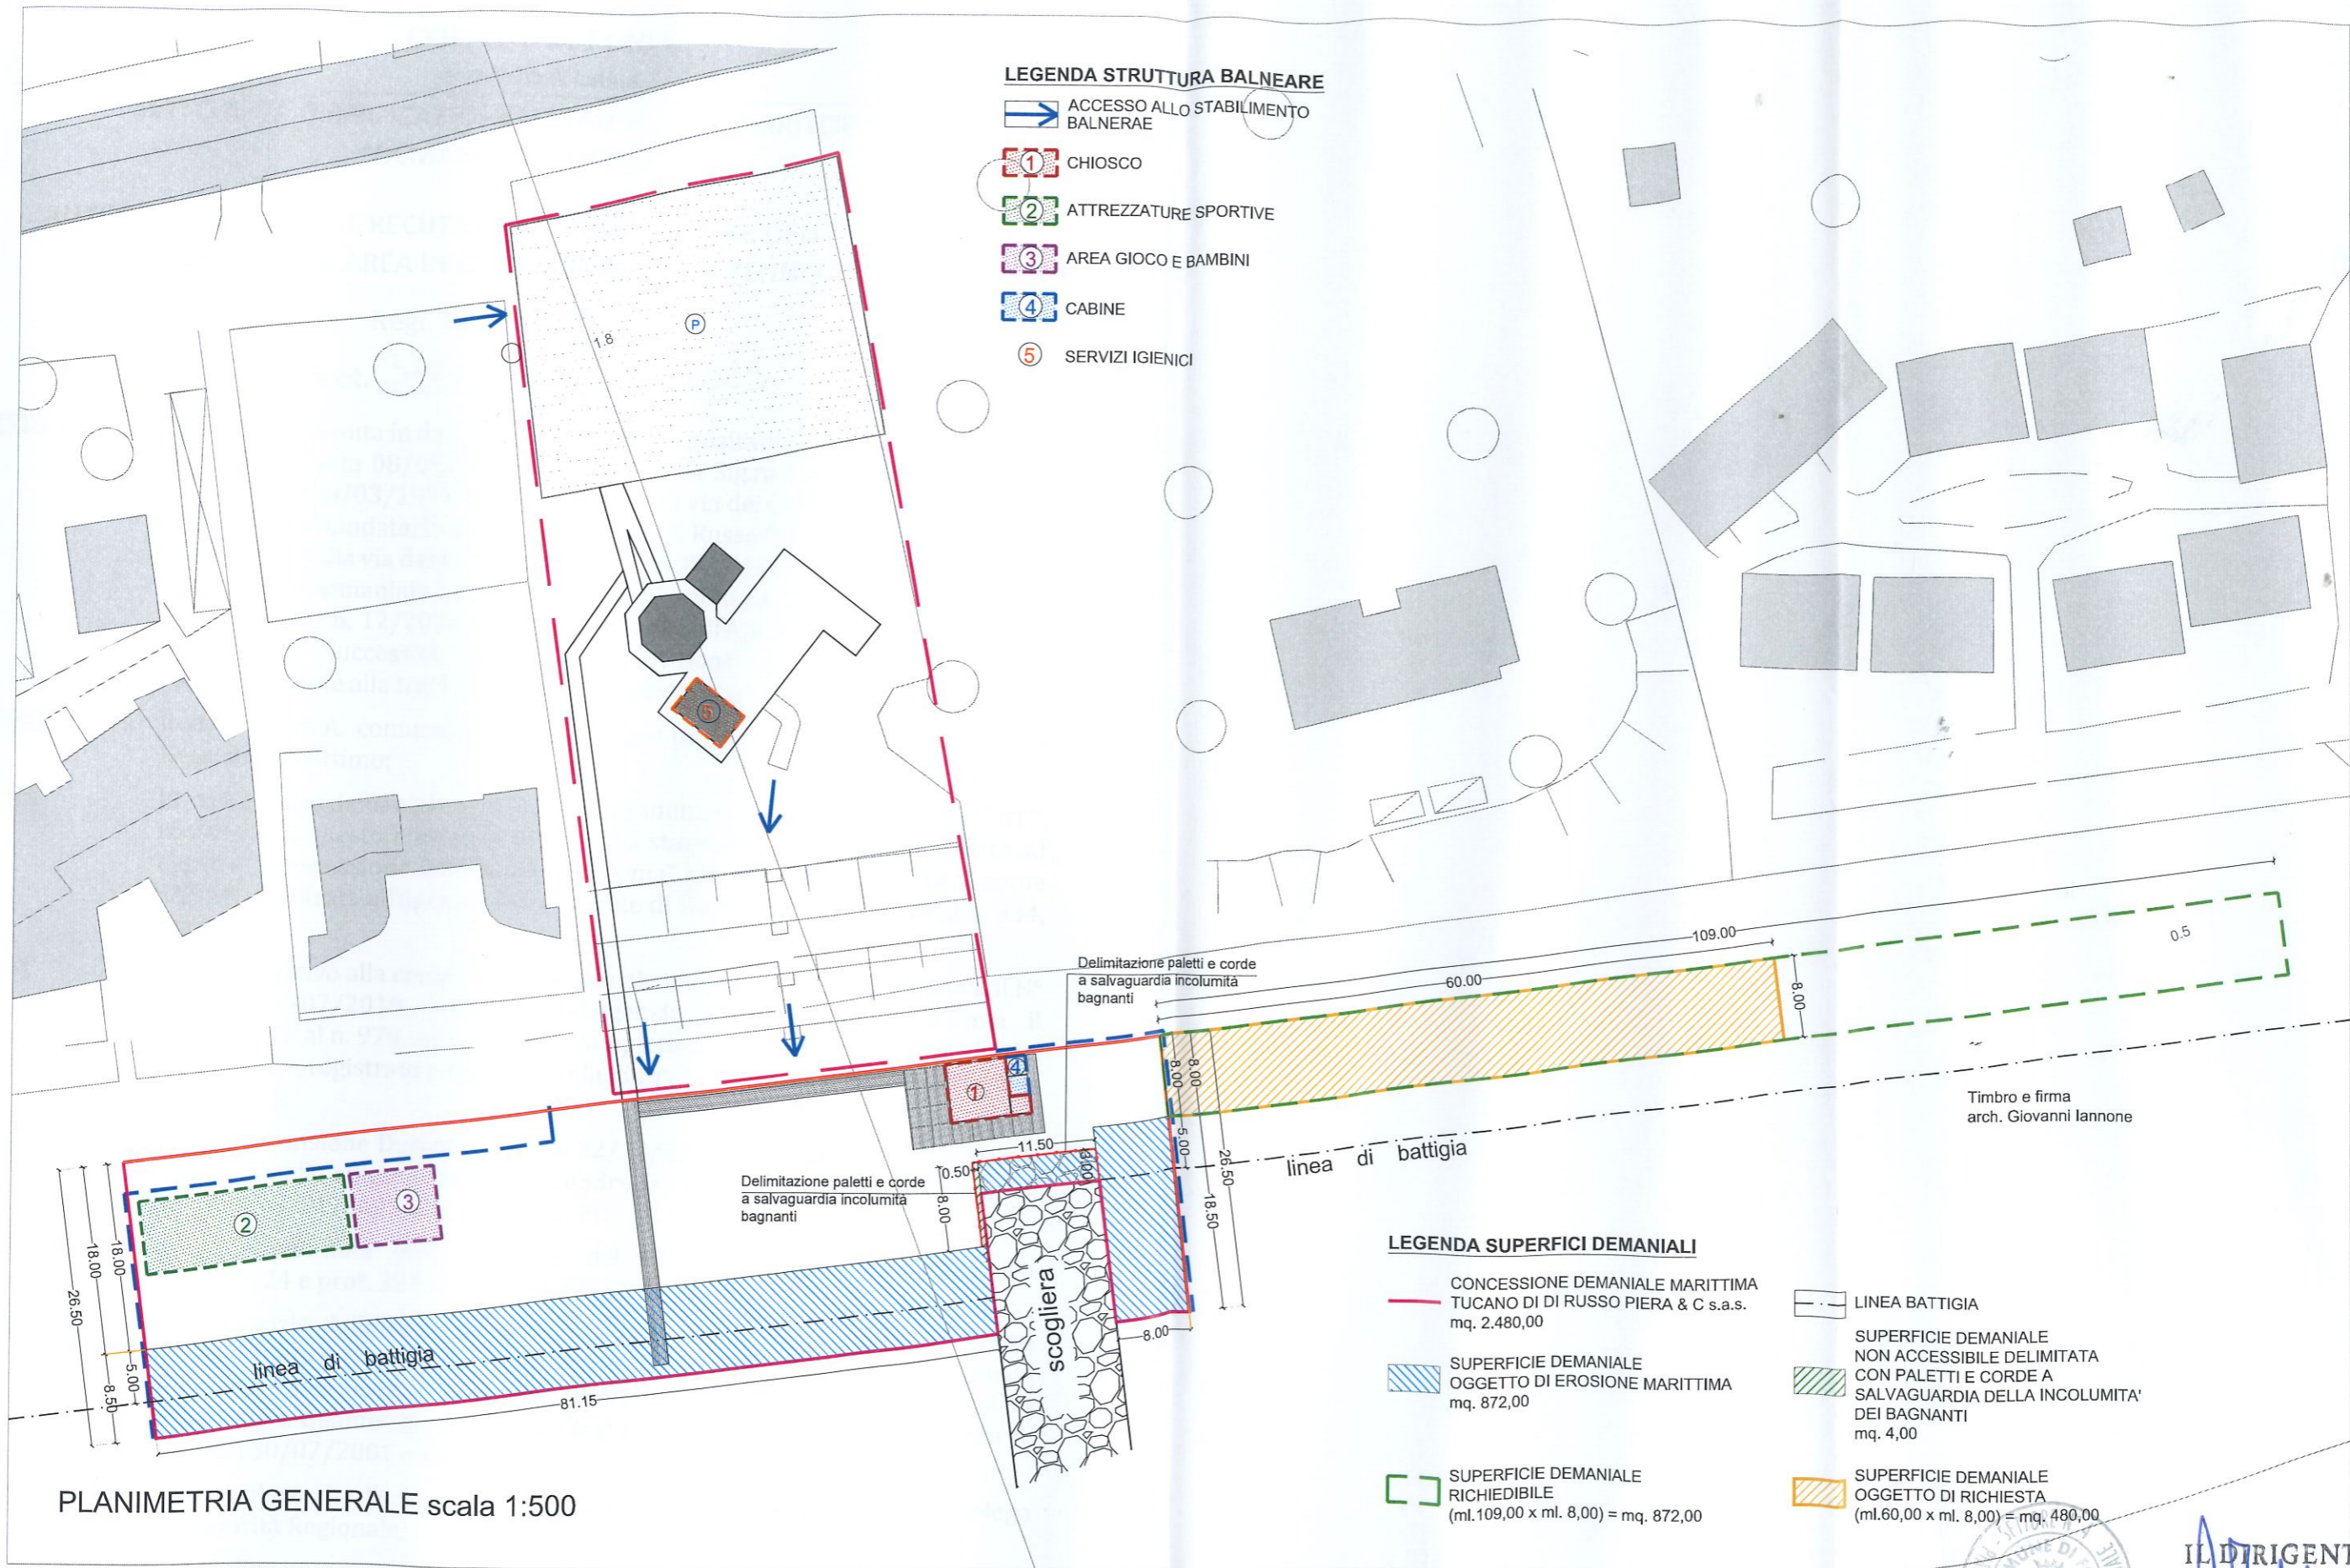 LEGENDA STRUTTURA BALNEARE
ACCESSO ALLO STABILIMENTO
BALNERAE
1 CHIOSCO
2 ATTREZZATURE SPORTIVE
3 AREA GIOCO E BAMBINI
4 CABINE
5 SERVIZI IGIENICI
P
1.8
5
109.00
0.5
60.00
8.00
Delimitazione paletti e corde
a salvaguardia incolumità
bagnanti
4
1
8.00
8.00
5.00
26.50
18.50
Timbro e firma
arch. Giovanni Iannone
linea di battigia
11.50
0.50
3.00
8.00
Delimitazione paletti e corde
a salvaguardia incolumità
bagnanti
2
3
18.00
18.00
26.50
5.00
8.50
linea di battigia
81.15
scogliera
8.00
LEGENDA SUPERFICI DEMANIALI
CONCESSIONE DEMANIALE MARITTIMA
TUCANO DI DI RUSSO PIERA & C s.a.s.
mq. 2.480,00
LINEA BATTIGIA
SUPERFICIE DEMANIALE
OGGETTO DI EROSIONE MARITTIMA
mq. 872,00
SUPERFICIE DEMANIALE
NON ACCESSIBILE DELIMITATA
CON PALETTI E CORDE A
SALVAGUARDIA DELLA INCOLUMITA'
DEI BAGNANTI
mq. 4,00
SUPERFICIE DEMANIALE
RICHIEDIBILE
(ml.109,00 x ml. 8,00) = mq. 872,00
SUPERFICIE DEMANIALE
OGGETTO DI RICHIESTA
(ml.60,00 x ml. 8,00) = mq. 480,00
PLANIMETRIA GENERALE scala 1:500
IL DIRIGENT